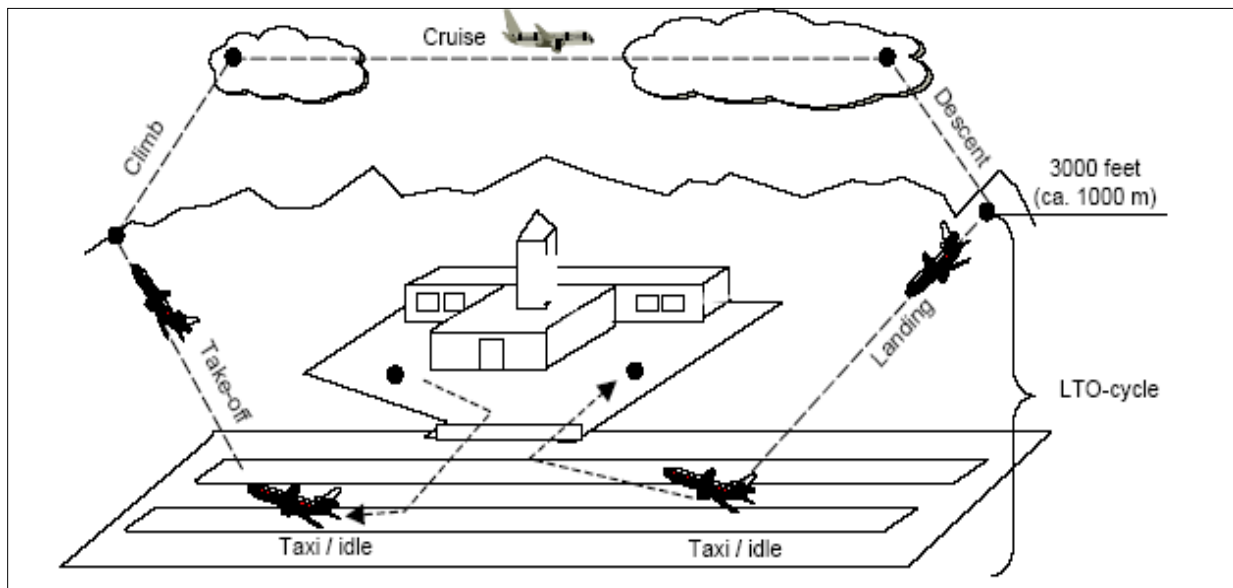 Cruise
Climb
Descent
3000 feet
(ca. 1000 m)
Take-off
Landing
LTO-cycle
Taxi / idle
Taxi / idle